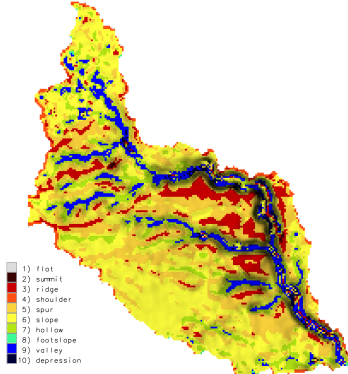 1) flat
2) summit
3) ridge
4) shoulder
5) spur
6) slope
7) hollow
8) footslope
9) valley
10) depression